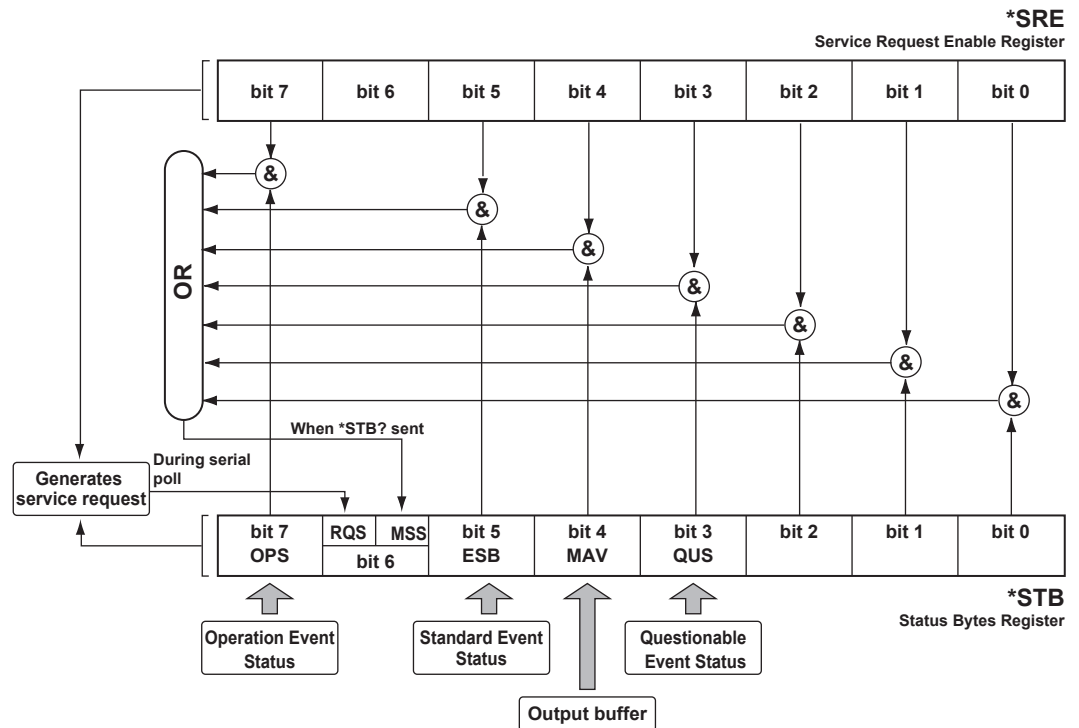 *SRE
Service Request Enable Register
bit 7
bit 6
bit 5
bit 4
bit 3
bit 2
bit 1
bit 0
&
&
&
&
&
&
&
OR
When *STB? sent
During serial
poll
Generates
service request
bit 7
OPS
RQS
MSS
bit 6
bit 5
ESB
bit 4
MAV
bit 3
QUS
bit 2
bit 1
bit 0
*STB
Status Bytes Register
Operation Event
Status
Standard Event
Status
Questionable
Event Status
Output buffer